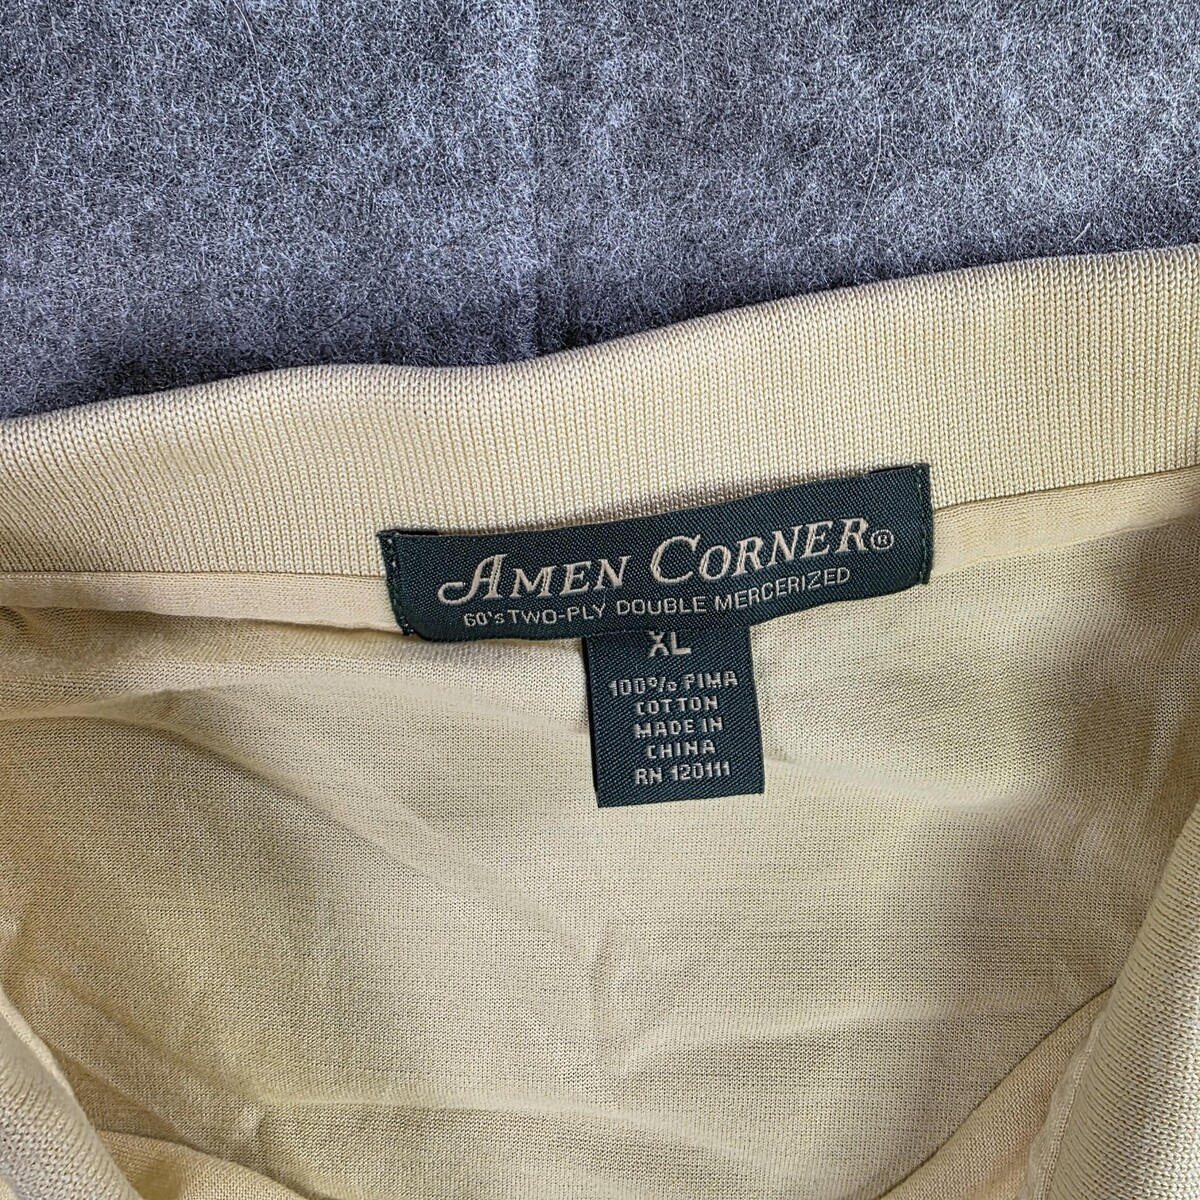 AMEN CORNER®
60's TWO-PLY DOUBLE MERCERIZED
XL
100% PIMA
COTTON
MADE IN
CHINA
RN 120111